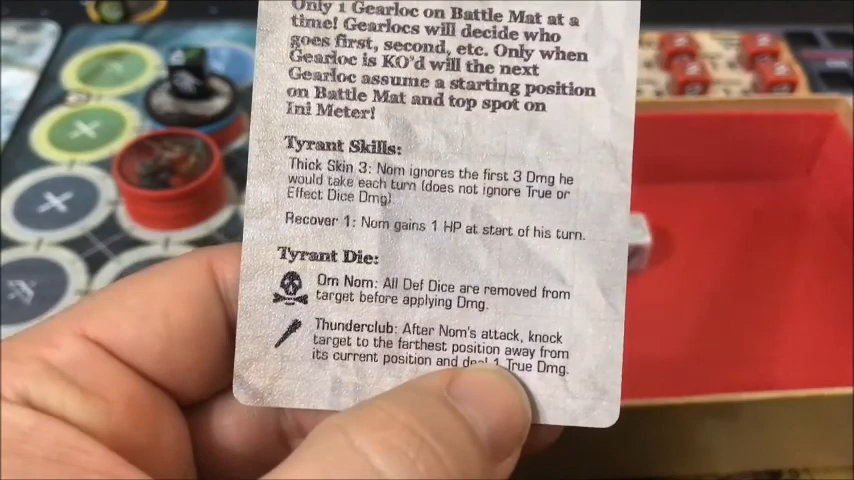 Only 1 Gearloc on Battle Mat at a
time! Gearlocs will decide who
goes first, second, etc. Only when
Gearloc is KO'd will the next
Gearloc assume a starting position
on Battle Mat and top spot on
Ini Meter!
Tyrant Skills:
Thick Skin 3: Nom ignores the first 3 Dmg he
would take each turn (does not ignore True or
Effect Dice Dmg).
Recover 1: Nom gains 1 HP at start of his turn.
Tyrant Die:
Om Nom: All Def Dice are removed from
target before applying Dmg.
Thunderclub: After Nom's attack, knock
target to the farthest position away from
its current position and deal 1 True Dmg.